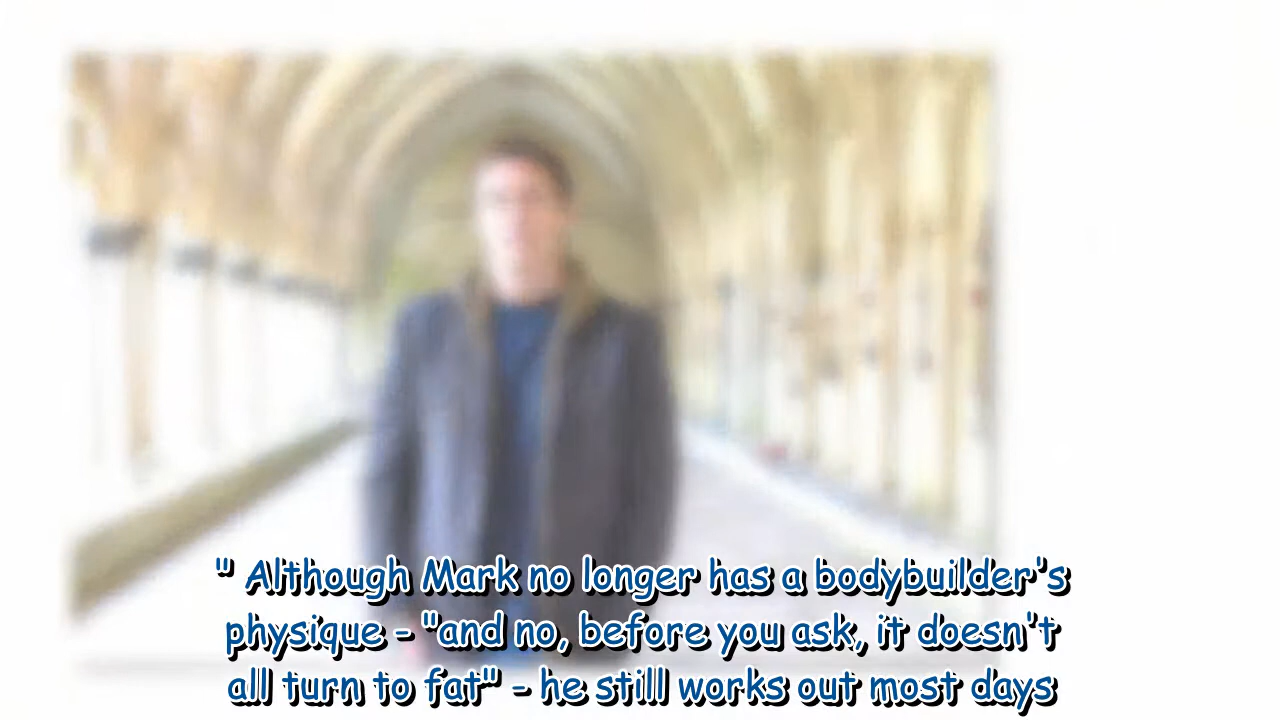 " Although Mark no longer has a bodybuilder's
physique - "and no, before you ask, it doesn't
all turn to fat" - he still works out most days